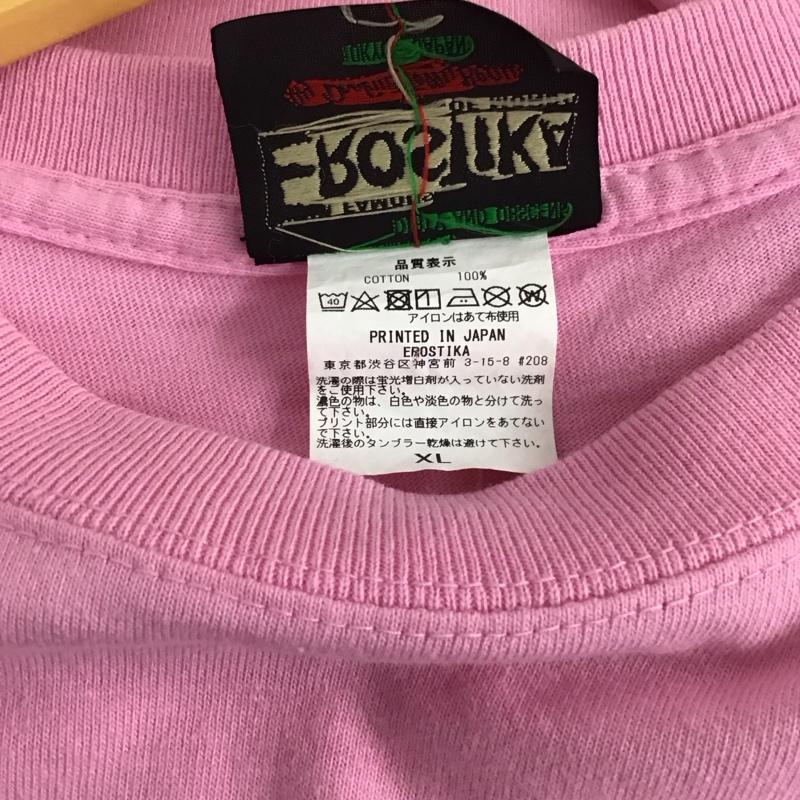 EROSTIKA
品質表示
COTTON 100%
40
アイロンはあて布使用
PRINTED IN JAPAN
EROSTIKA
東京都渋谷区神宮前 3-15-8 #208
洗濯の際は蛍光増白剤が入っていない洗剤
をご使用下さい。
濃色の物は、白色や淡色の物と分けて洗っ
て下さい。
プリント部分には直接アイロンをあてない
で下さい。
洗濯後のタンブラー乾燥は避けて下さい。
XL